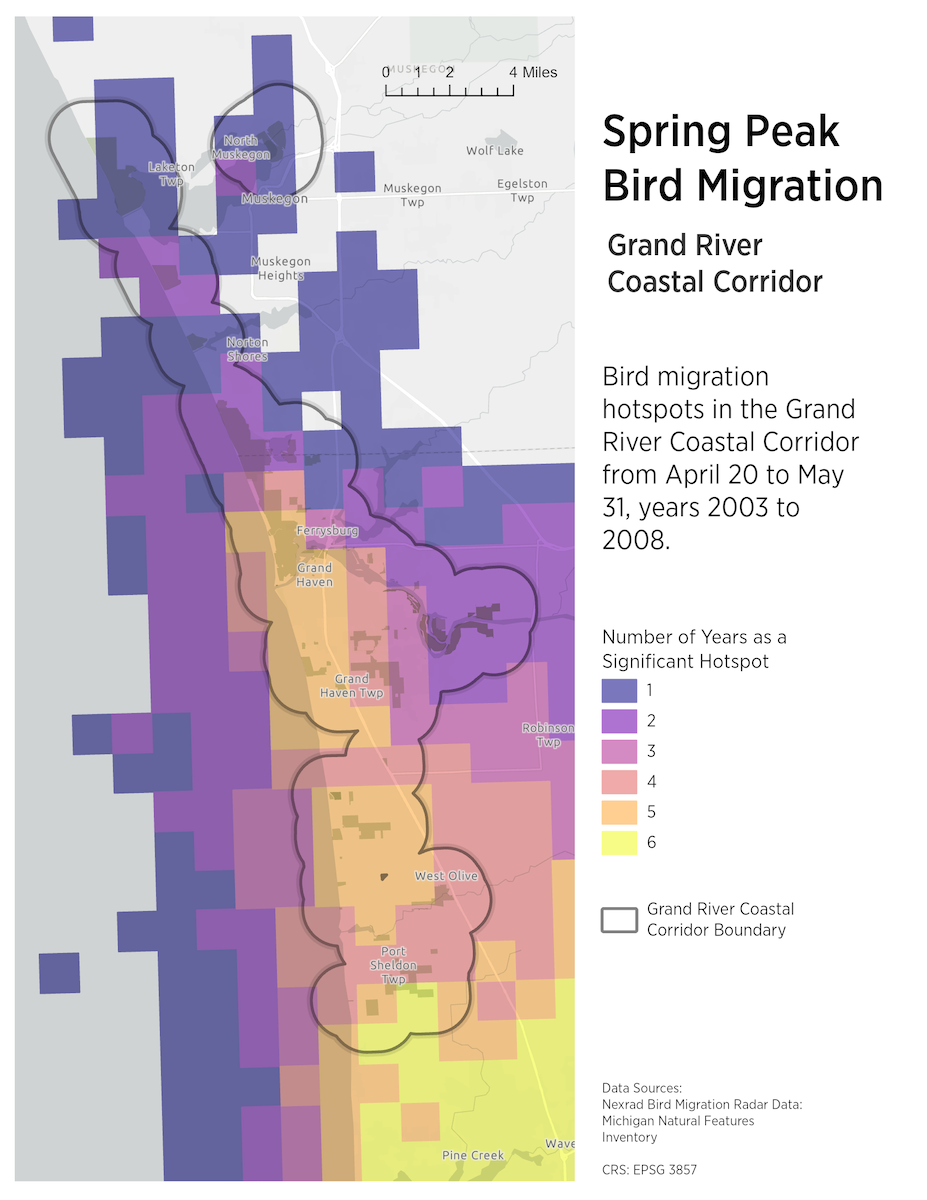 MUSKEGON
0 1 2 4 Miles
Spring Peak
Bird Migration
Grand River
Coastal Corridor
Bird migration
hotspots in the Grand
River Coastal Corridor
from April 20 to May
31, years 2003 to
2008.
Number of Years as a
Significant Hotspot
1
2
3
4
5
6
Grand River Coastal
Corridor Boundary
Data Sources:
Nexrad Bird Migration Radar Data:
Michigan Natural Features
Inventory
CRS: EPSG 3857
North
Muskegon
Wolf Lake
Laketon
Twp
Muskegon
Muskegon
Twp
Egelston
Twp
Muskegon
Heights
Norton
Shores
Ferrysburg
Grand
Haven
Grand
Haven Twp
Robinson
Twp
West Olive
Port
Sheldon
Twp
Pine Creek
Wave